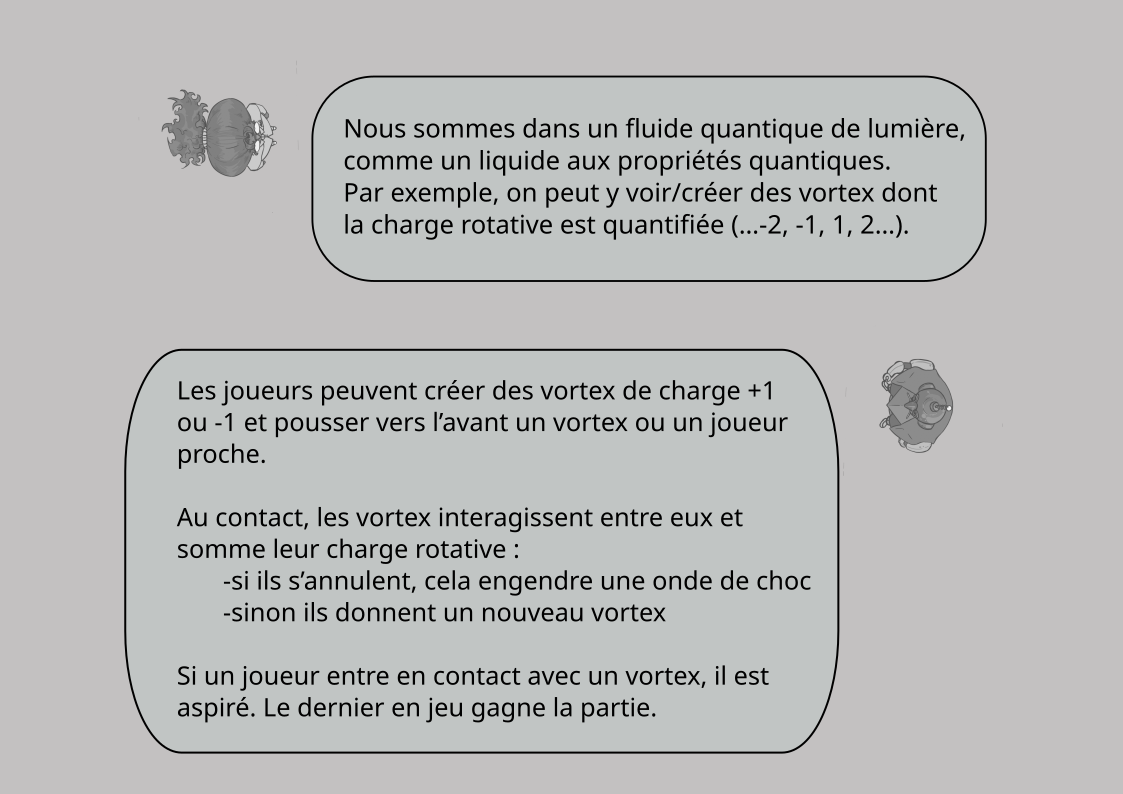 Nous sommes dans un fluide quantique de lumière,
comme un liquide aux propriétés quantiques.
Par exemple, on peut y voir/créer des vortex dont
la charge rotative est quantifiée (...-2, -1, 1, 2...).
Les joueurs peuvent créer des vortex de charge +1
ou -1 et pousser vers l’avant un vortex ou un joueur
proche.
Au contact, les vortex interagissent entre eux et
somme leur charge rotative :
-si ils s’annulent, cela engendre une onde de choc
-sinon ils donnent un nouveau vortex
Si un joueur entre en contact avec un vortex, il est
aspiré. Le dernier en jeu gagne la partie.